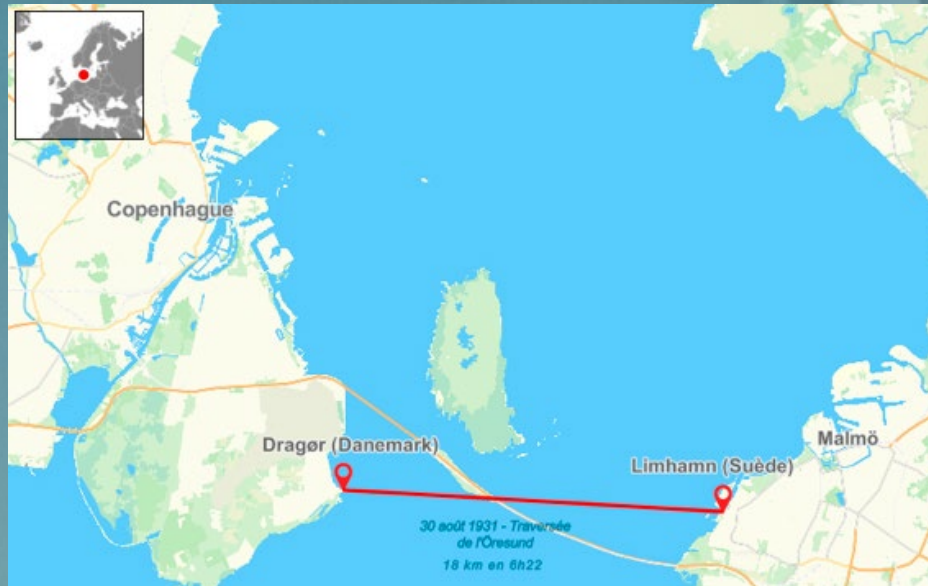 Copenhague
Dragør (Danemark)
Malmö
Limhamn (Suède)
30 août 1931 - Traversée
de l'Öresund
18 km en 6h22